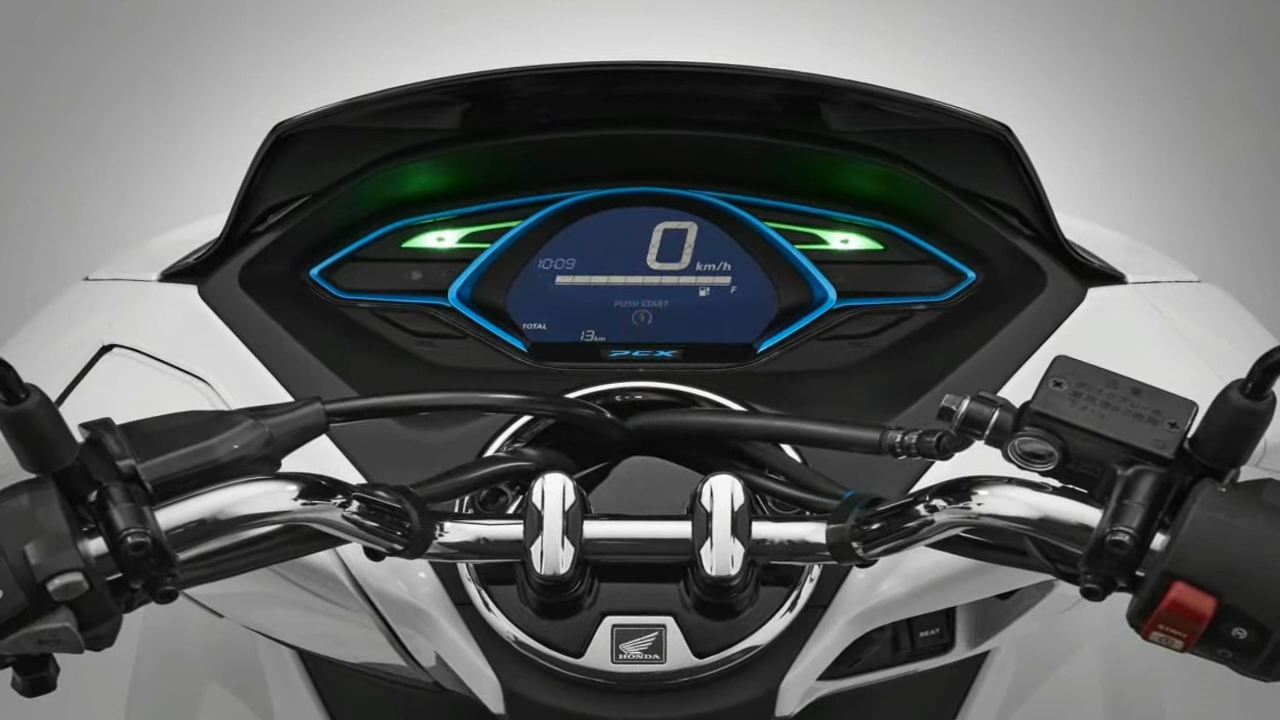 0
km/h
10:09
F
PUSH START
TOTAL
13km
PCX
HONDA
SEAT
START